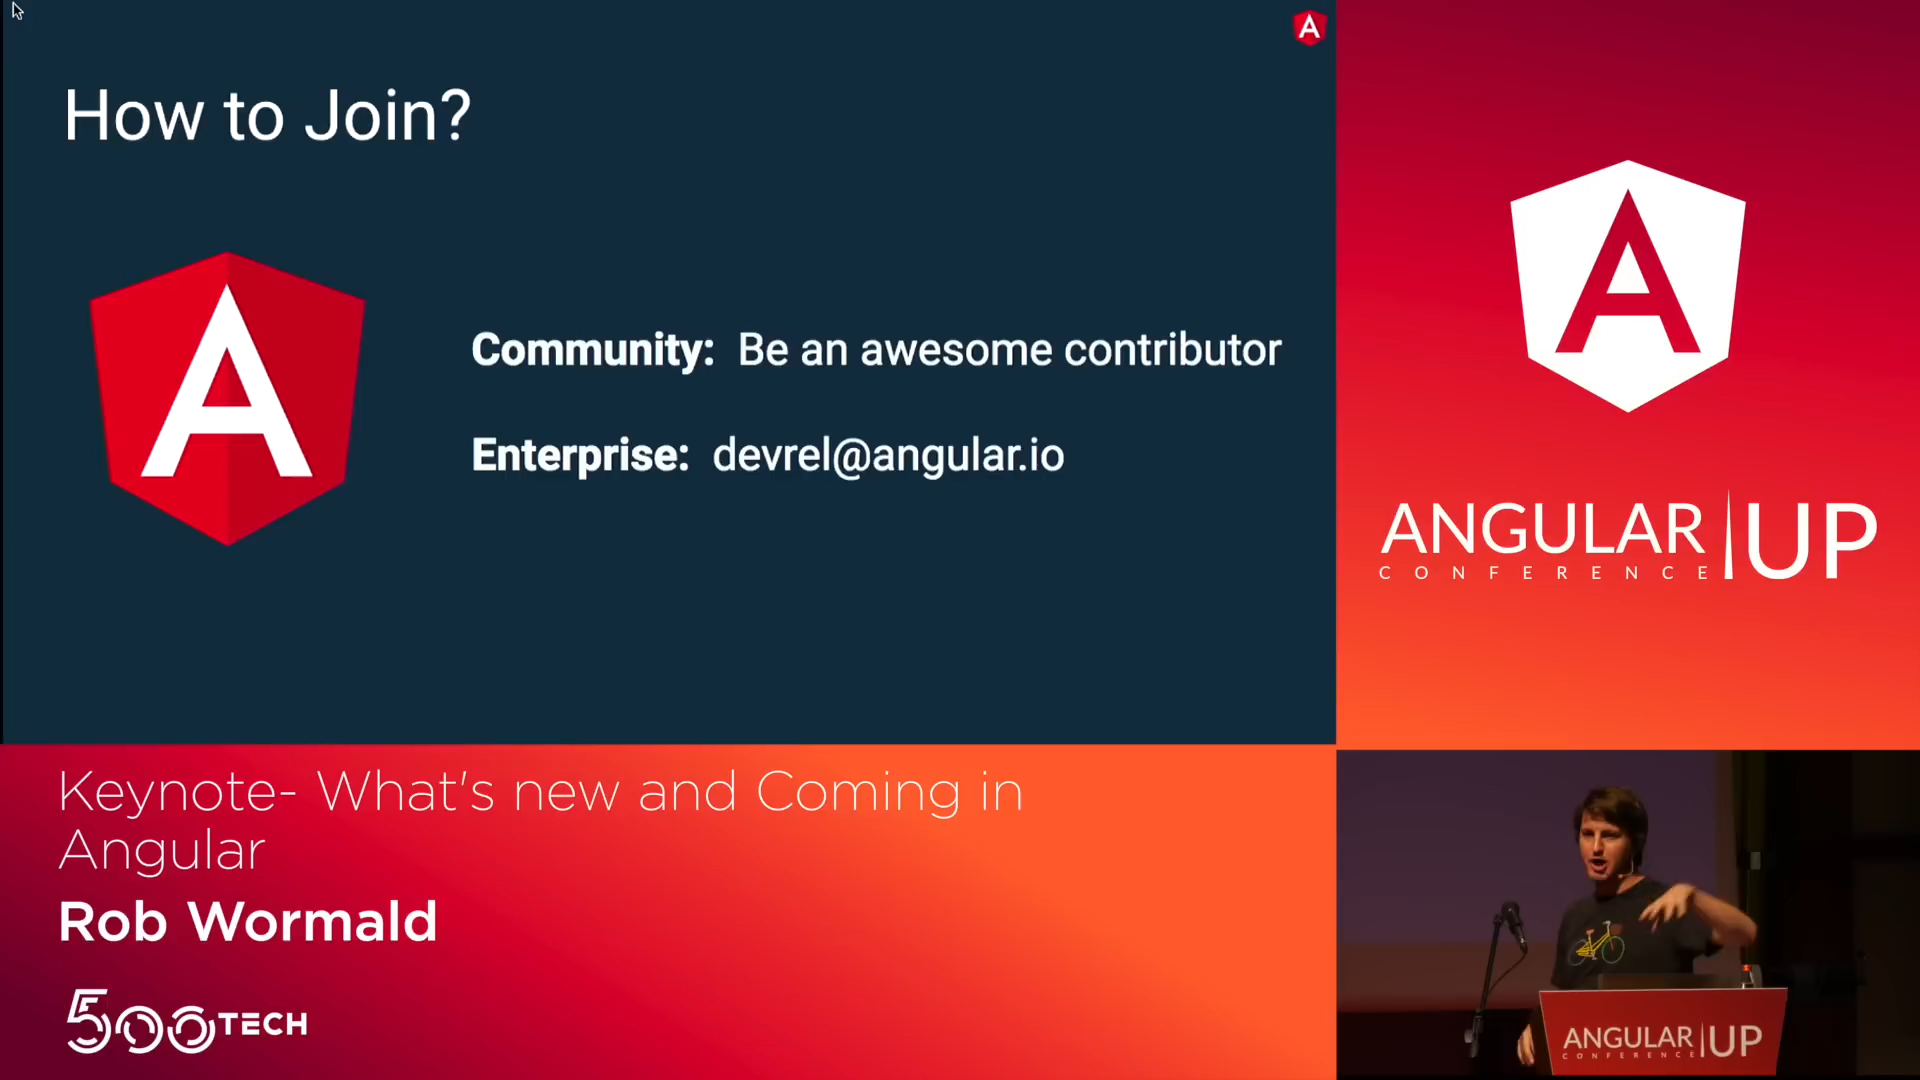 How to Join?
Community: Be an awesome contributor
Enterprise: devrel@angular.io
ANGULAR UP
CONFERENCE
Keynote- What's new and Coming in
Angular
Rob Wormald
500TECH
ANGULAR UP
CONFERENCE